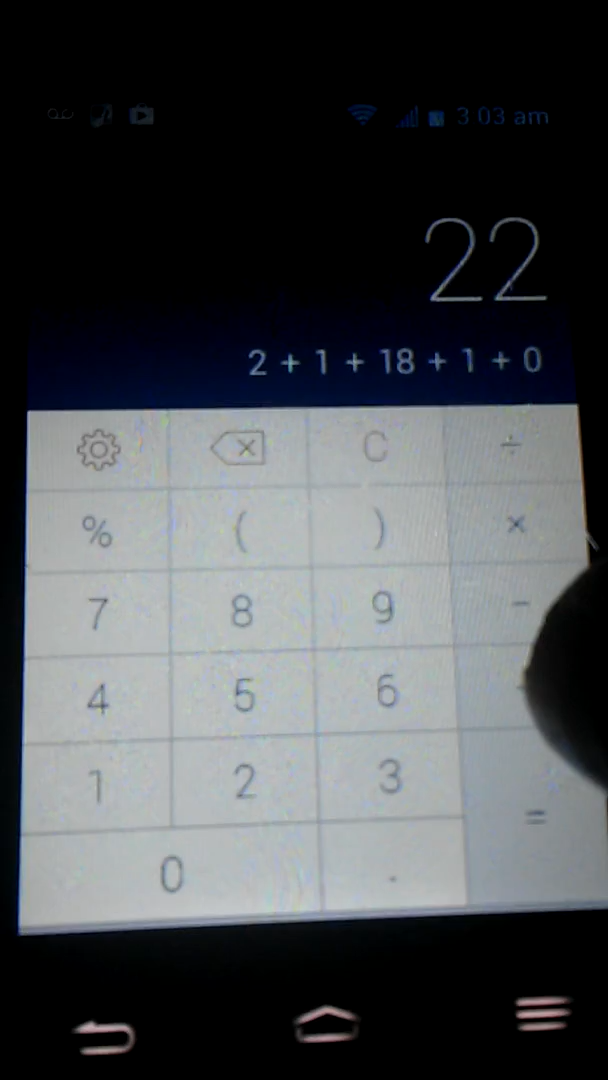 3 03 am
22
2 + 1 + 18 + 1 + 0
C ÷
% ( ) ×
7 8 9 −
4 5 6
1 2 3
=
0 .